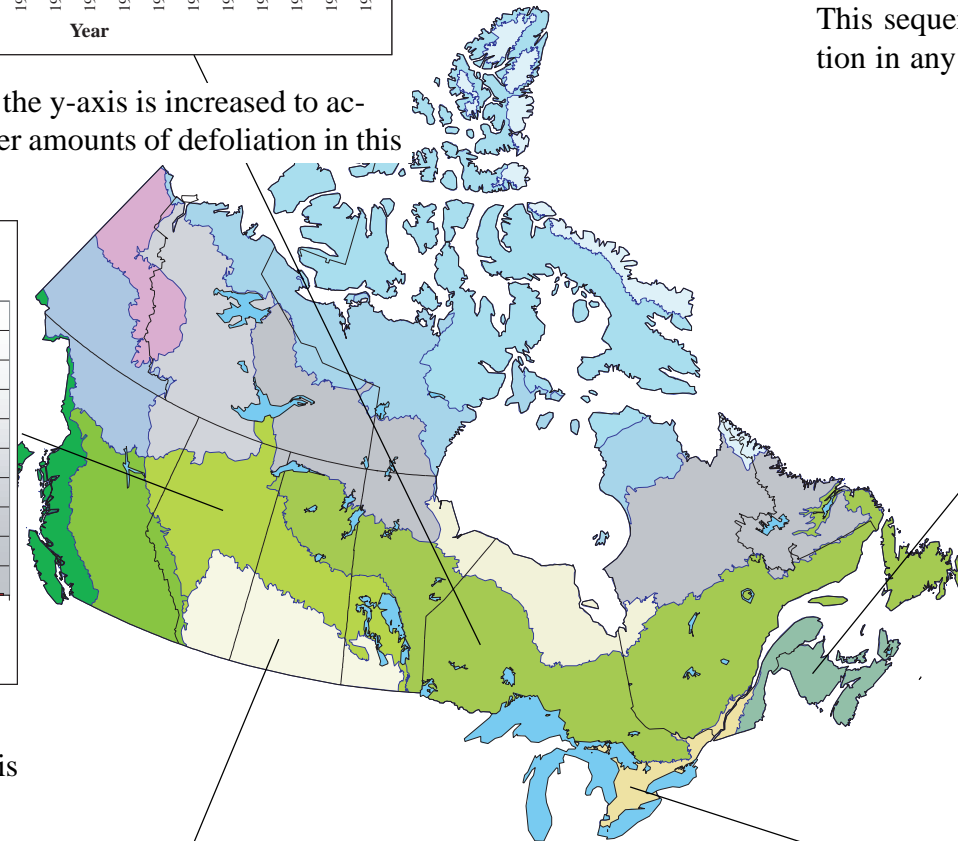 Year
This seque
tion in any
the y-axis is increased to ac-
er amounts of defoliation in this
is